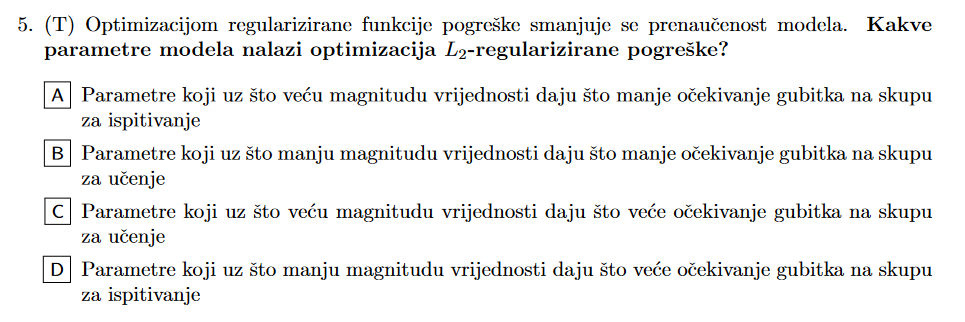 5. (T) Optimizacijom regularizirane funkcije pogreške smanjuje se prenaučenost modela. Kakve
parametre modela nalazi optimizacija L₂-regularizirane pogreške?
A Parametre koji uz što veću magnitudu vrijednosti daju što manje očekivanje gubitka na skupu
za ispitivanje
B Parametre koji uz što manju magnitudu vrijednosti daju što manje očekivanje gubitka na skupu
za učenje
C Parametre koji uz što veću magnitudu vrijednosti daju što veće očekivanje gubitka na skupu
za učenje
D Parametre koji uz što manju magnitudu vrijednosti daju što veće očekivanje gubitka na skupu
za ispitivanje